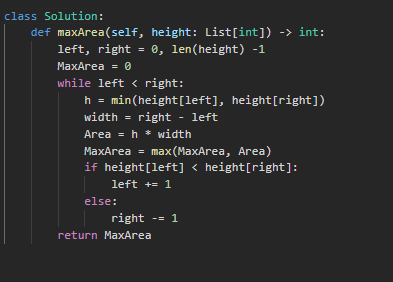 class Solution:
    def maxArea(self, height: List[int]) -> int:
        left, right = 0, len(height) -1
        MaxArea = 0
        while left < right:
            h = min(height[left], height[right])
            width = right - left
            Area = h * width
            MaxArea = max(MaxArea, Area)
            if height[left] < height[right]:
                left += 1
            else:
                right -= 1
        return MaxArea